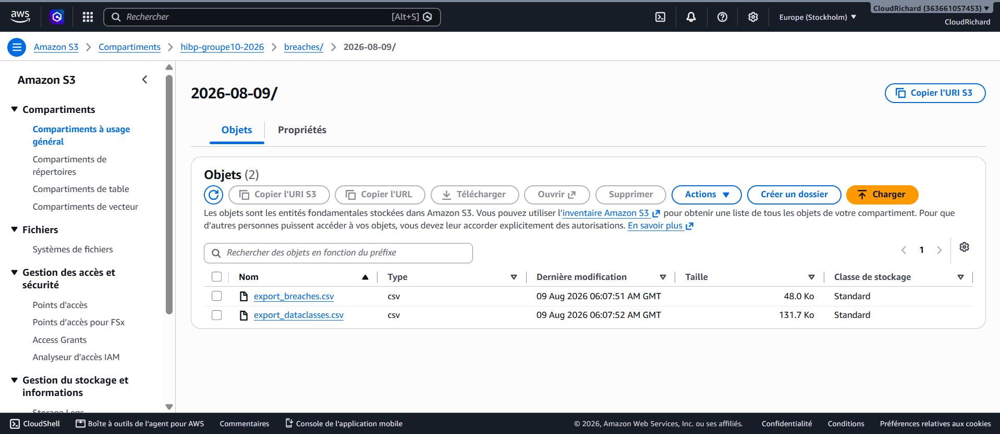 aws
Rechercher [Alt+S]
Europe (Stockholm)
CloudRichard (363661057453)
CloudRichard
Amazon S3 > Compartiments > hibp-groupe10-2026 > breaches/ > 2026-08-09/
Amazon S3
Compartiments
Compartiments à usage
général
Compartiments de
répertoires
Compartiments de table
Compartiments de vecteur
Fichiers
Systèmes de fichiers
Gestion des accès et
sécurité
Points d'accès
Points d’accès pour FSx
Access Grants
Analyseur d’accès IAM
Gestion du stockage et
informations
Storage Lens
2026-08-09/
Copier l'URI S3
Objets
Propriétés
Objets (2)
Copier l'URI S3
Copier l'URL
Télécharger
Ouvrir
Supprimer
Actions
Créer un dossier
Charger
Les objets sont les entités fondamentales stockées dans Amazon S3. Vous pouvez utiliser l’inventaire Amazon S3 pour obtenir une liste de tous les objets de votre compartiment. Pour que
d’autres personnes puissent accéder à vos objets, vous devez leur accorder explicitement des autorisations. En savoir plus
Rechercher des objets en fonction du préfixe
1
Nom Type Dernière modification Taille Classe de stockage
export_breaches.csv csv 09 Aug 2026 06:07:51 AM GMT 48.0 Ko Standard
export_dataclasses.csv csv 09 Aug 2026 06:07:52 AM GMT 131.7 Ko Standard
CloudShell
Boîte à outils de l’agent pour AWS
Commentaires
Console de l’application mobile
© 2026, Amazon Web Services, Inc. ou ses affiliés.
Confidentialité
Conditions
Préférences relatives aux cookies